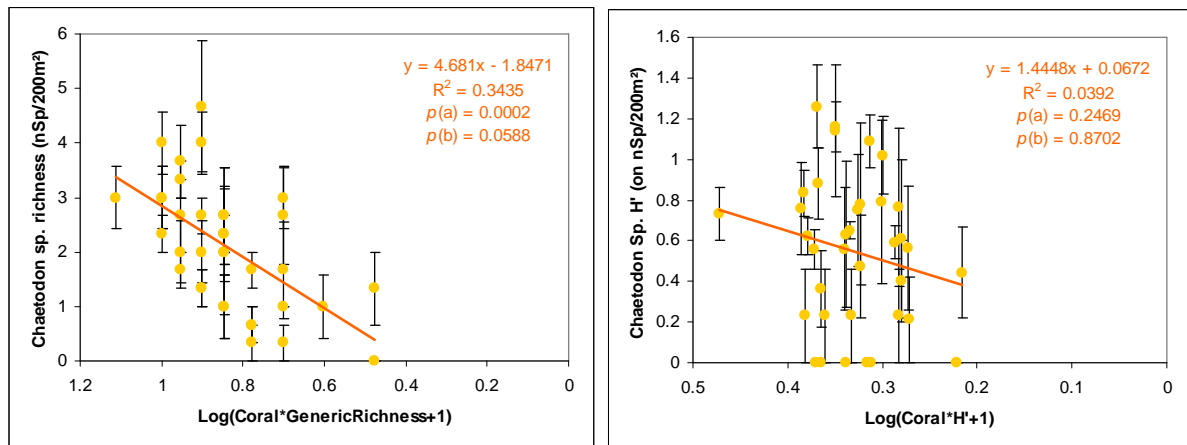 Chaetodon sp. richness (nSp/200m²)
6
5
4
3
2
1
0
y = 4.681x - 1.8471
R² = 0.3435
p(a) = 0.0002
p(b) = 0.0588
1.2 1 0.8 0.6 0.4 0.2 0
Log(Coral*GenericRichness+1)
Chaetodon Sp. H' (on nSp/200m²)
1.6
1.4
1.2
1
0.8
0.6
0.4
0.2
0
y = 1.4448x + 0.0672
R² = 0.0392
p(a) = 0.2469
p(b) = 0.8702
0.5 0.4 0.3 0.2 0.1 0
Log(Coral*H'+1)